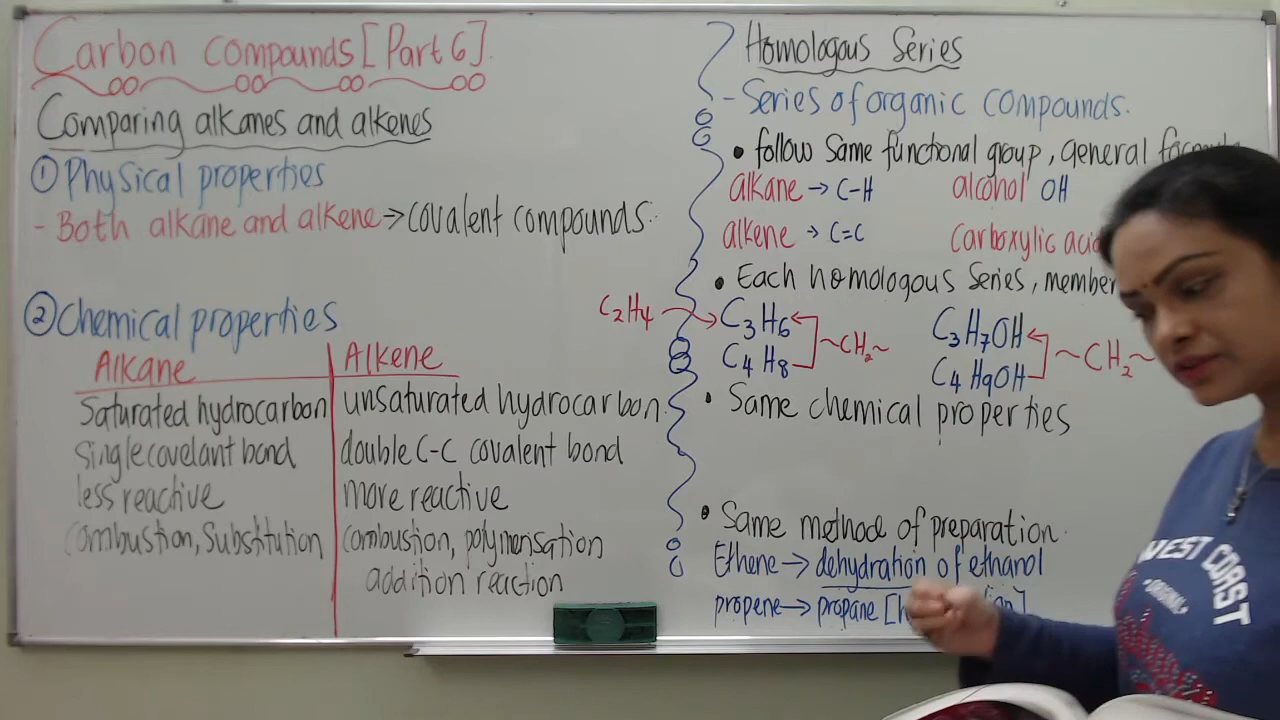 Carbon Compounds [Part 6].
Comparing alkanes and alkenes
① Physical properties
- Both alkane and alkene → covalent compounds.
② Chemical properties
Alkane
Saturated hydrocarbon
single covelant bond
less reactive
combustion, Substitution
Alkene
unsaturated hydrocarbon.
double C-C covalent bond
more reactive
combustion, polymerisation
addition reaction
Homologous Series
- Series of organic compounds.
• follow Same functional group, general
alkane → C-H alcohol OH
alkene → C=C Carboxylic
• Each homologous Series, member
C2H4 → C3H6 C3H7OH
~CH2~ ~CH2~
C4H8 C4H9OH
• Same chemical properties
• Same method of preparation.
Ethene → dehydration of ethanol
propene → propane
WEST COAST
ORIGINALS